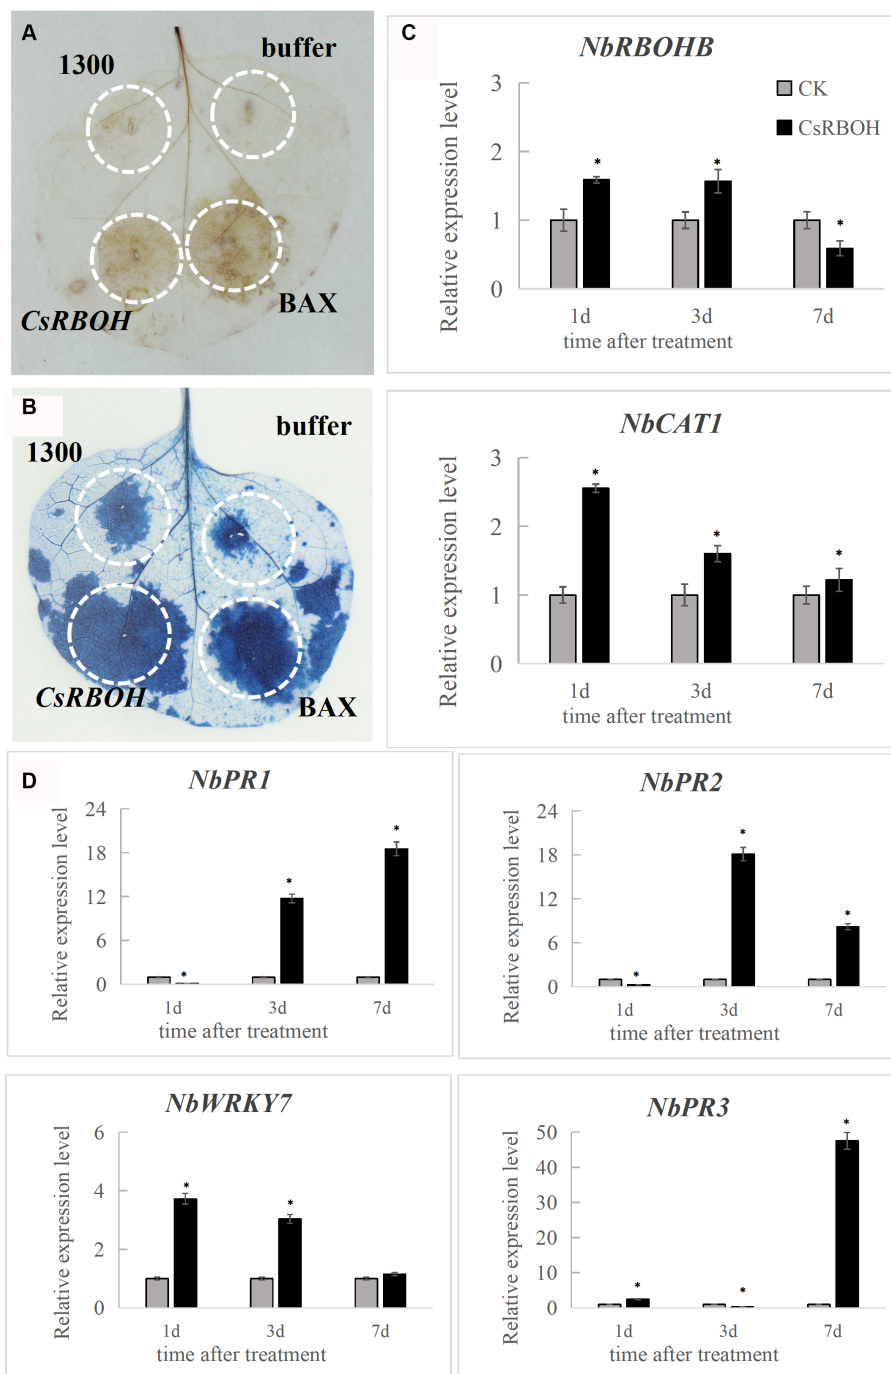 A
1300
buffer
CsRBOH
BAX
B
1300
buffer
CsRBOH
BAX
C
NbRBOHB
Relative expression level
3
2
1
0
CK
CsRBOH
*
*
*
1d
3d
7d
time after treatment
NbCAT1
Relative expression level
3
2
1
0
*
*
*
1d
3d
7d
time after treatment
D
NbPR1
Relative expression level
24
18
12
6
0
*
*
*
1d
3d
7d
time after treatment
NbPR2
Relative expression level
24
18
12
6
0
*
*
*
1d
3d
7d
time after treatment
NbWRKY7
Relative expression level
6
4
2
0
*
*
1d
3d
7d
time after treatment
NbPR3
Relative expression level
50
40
30
20
10
0
*
*
*
1d
3d
7d
time after treatment